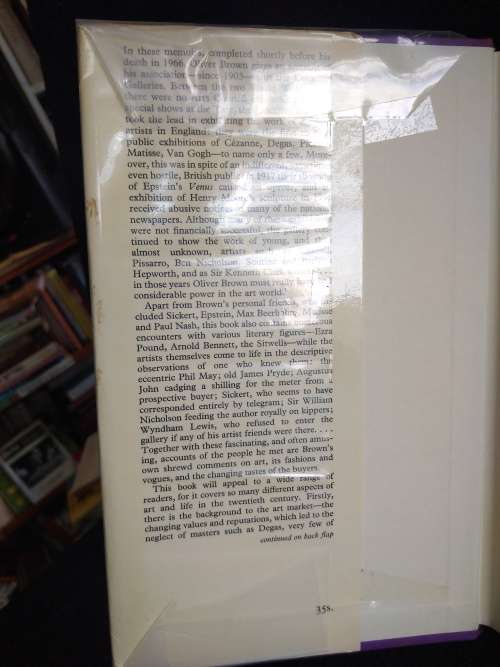 In these memoirs, completed shortly before his
death in 1966, Oliver Brown
his association since 1903
Galleries. Between the two
there were no
special shows at the
took the lead in exhibiting the work
artists in England
public exhibitions of Cézanne, Degas,
Matisse, Van Gogh—to name only a few. More-
over, this was in spite of an indifferent,
even hostile, British public. In 1917
of Epstein's Venus caused
exhibition of Henry Moore's sculpture
received abusive notices many of the
newspapers. Although many of
were not financially successful, the gallery
tinued to show the work of young, and
almost unknown, artists
Pissarro, Ben Nicholson,
Hepworth, and as Sir Kenneth Clark
in those years Oliver Brown must really
considerable power in the art world.'
Apart from Brown's personal friends,
cluded Sickert, Epstein, Max Beerbohm, Matisse
and Paul Nash, this book also contains
encounters with various literary figures—Ezra
Pound, Arnold Bennett, the Sitwells—while the
artists themselves come to life in the descriptive
observations of one who knew them: the
eccentric Phil May; old James Pryde; Augustus
John cadging a shilling for the meter from a
prospective buyer; Sickert, who seems to have
corresponded entirely by telegram; Sir William
Nicholson feeding the author royally on kippers;
Wyndham Lewis, who refused to enter the
gallery if any of his artist friends were there. . . .
Together with these fascinating, and often amus-
ing, accounts of the people he met are Brown's
own shrewd comments on art, its fashions and
vogues, and the changing tastes of the buyers.
This book will appeal to a wide range of
readers, for it covers so many different aspects of
art and life in the twentieth century. Firstly,
there is the background to the art market—the
changing values and reputations, which led to the
neglect of masters such as Degas, very few of
continued on back flap
35s.